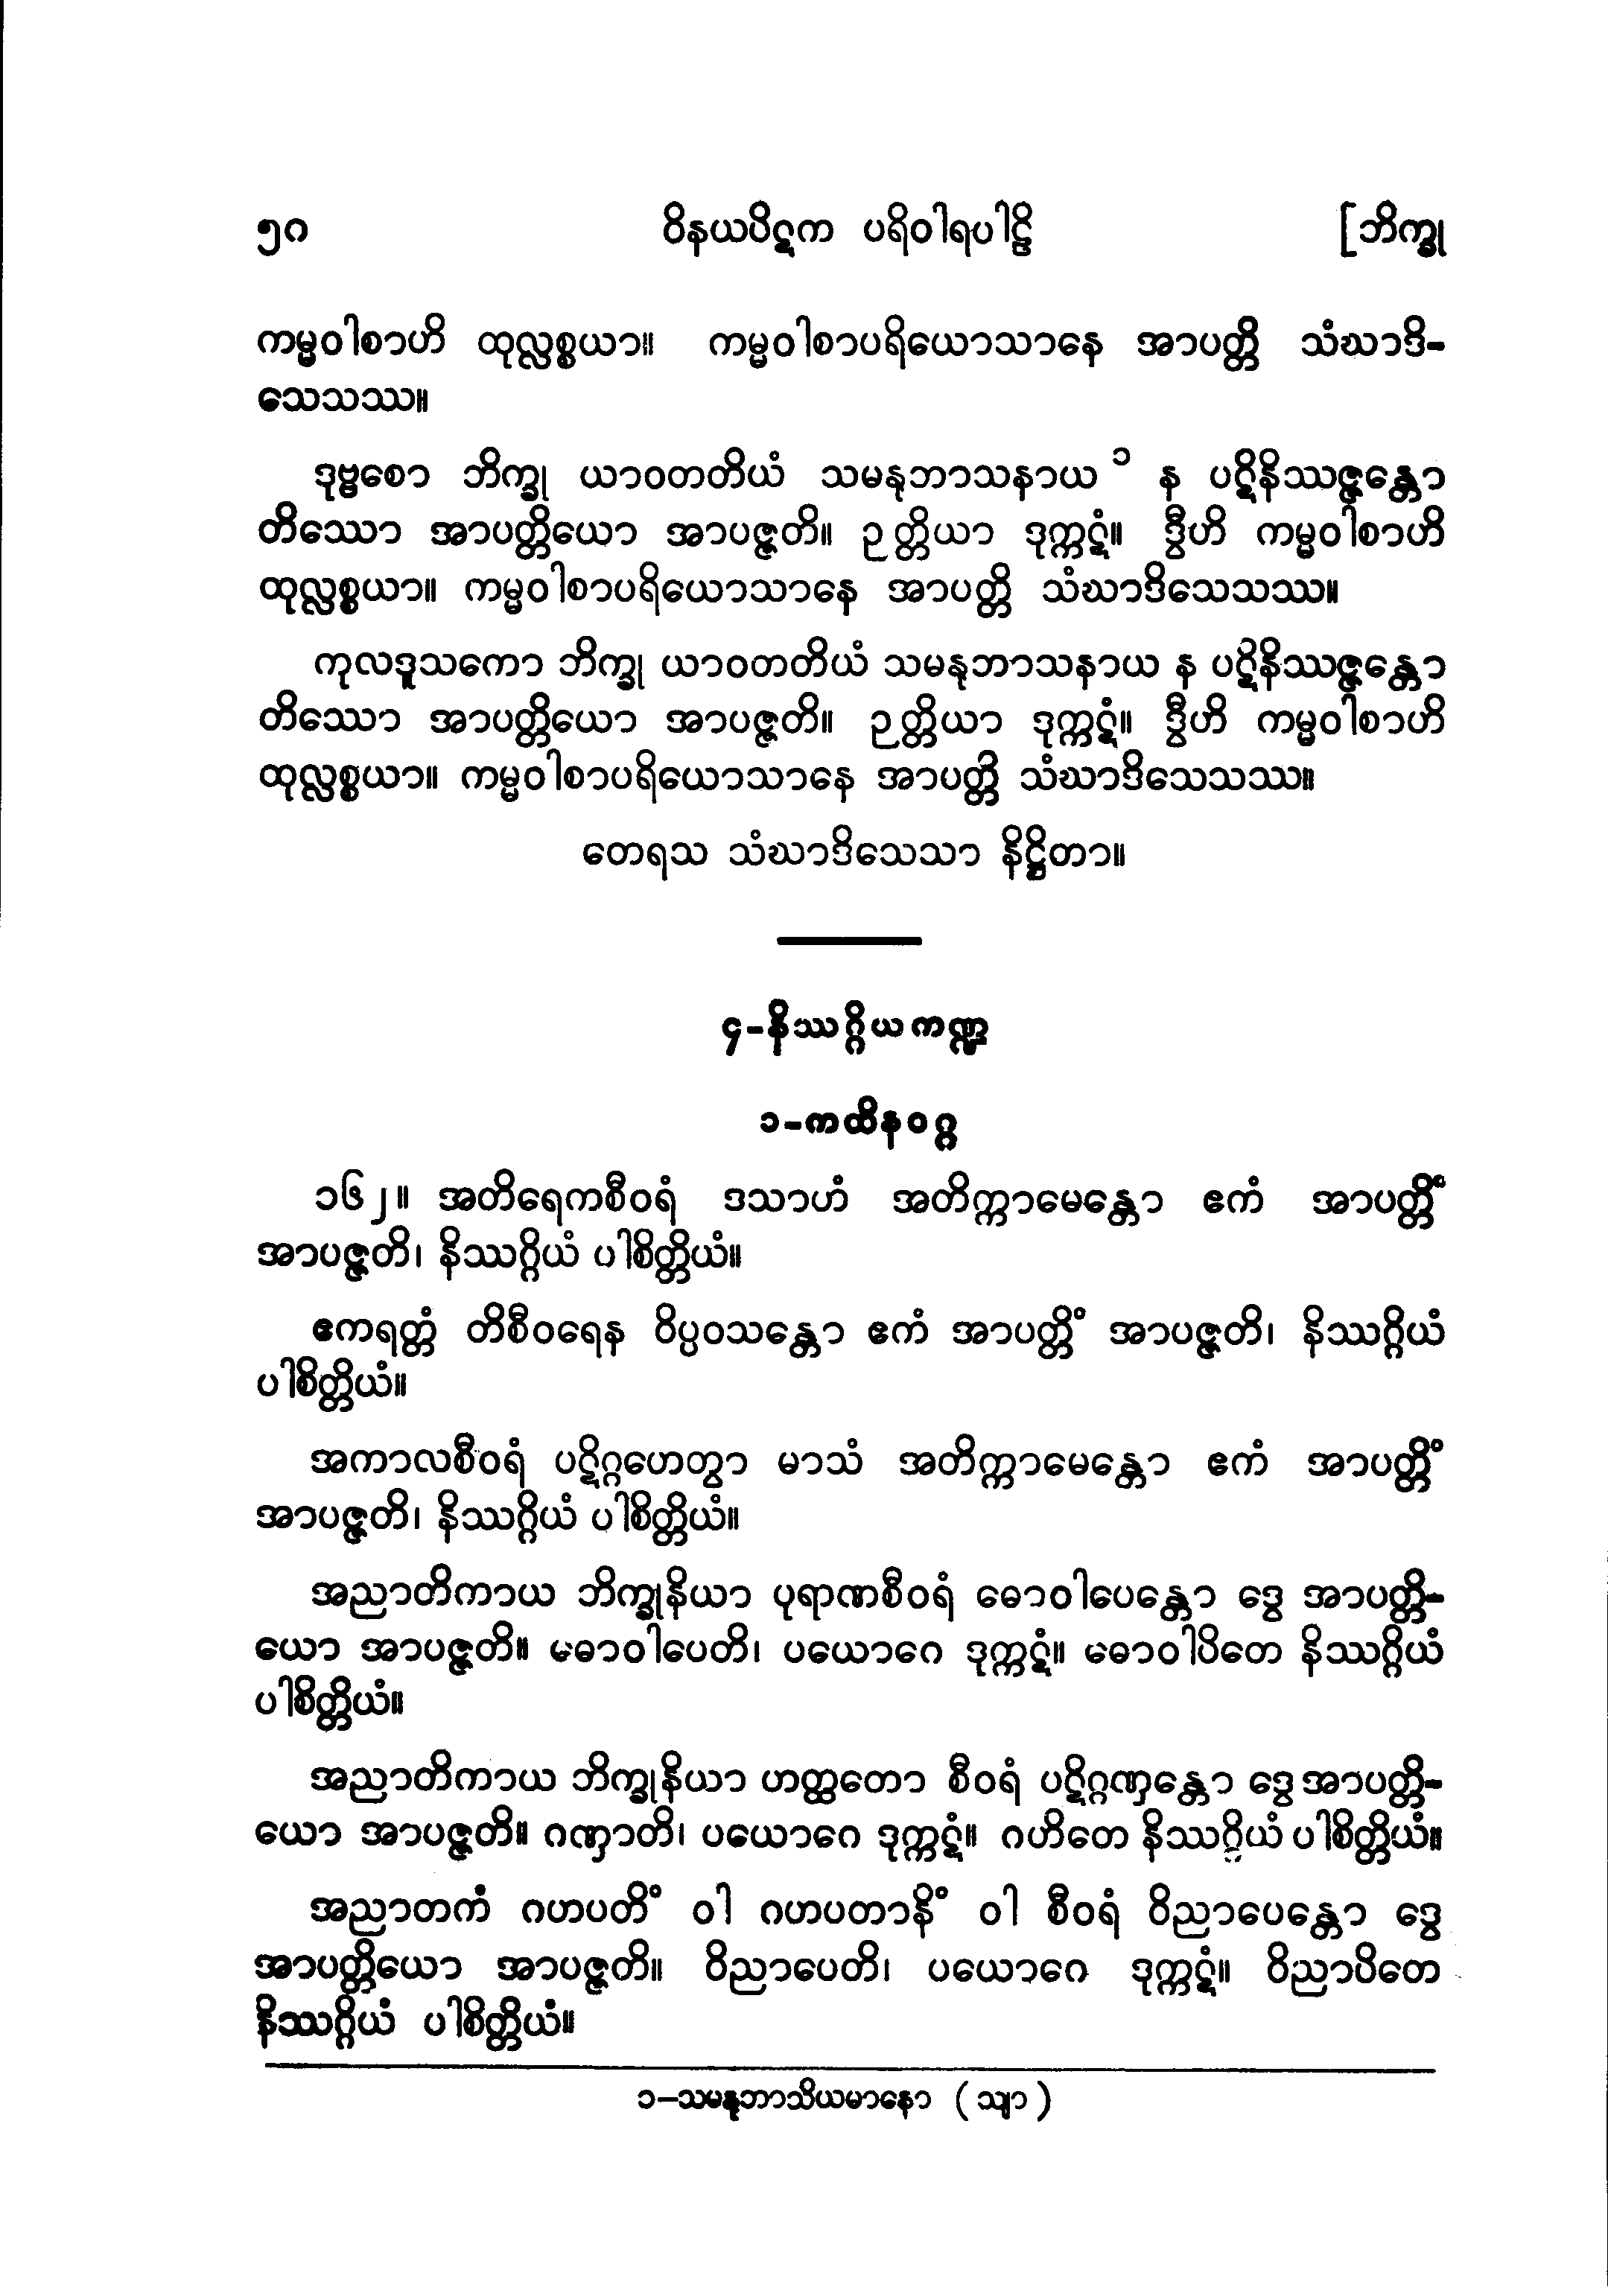 ၅၀ ဝိနယပိဋက ပရိဝါရပါဠိ [ဘိက္ခု
ကမ္မဝါစာဟိ ထုလ္လစ္စယာ။ ကမ္မဝါစာပရိယောသာနေ အာပတ္တိ သံဃာဒိ-
သေသဿ။
ဒုဗ္ဗစော ဘိက္ခု ယာဝတတိယံ သမနုဘာသနာယ ၁ န ပဋိနိဿဇ္ဇန္တော
တိဿော အာပတ္တိယော အာပဇ္ဇတိ။ ဉတ္တိယာ ဒုက္ကဋံ။ ဒွီဟိ ကမ္မဝါစာဟိ
ထုလ္လစ္စယာ။ ကမ္မဝါစာပရိယောသာနေ အာပတ္တိ သံဃာဒိသေသဿ။
ကုလဒူသကော ဘိက္ခု ယာဝတတိယံ သမနုဘာသနာယ န ပဋိနိဿဇ္ဇန္တော
တိဿော အာပတ္တိယော အာပဇ္ဇတိ။ ဉတ္တိယာ ဒုက္ကဋံ။ ဒွီဟိ ကမ္မဝါစာဟိ
ထုလ္လစ္စယာ။ ကမ္မဝါစာပရိယောသာနေ အာပတ္တိ သံဃာဒိသေသဿ။
တေရသ သံဃာဒိသေသာ နိဋ္ဌိတာ။
၄-နိဿဂ္ဂိယကဏ္ဍ
၁-ကထိနဝဂ္ဂ
၁၆၂။ အတိရေကစီဝရံ ဒသာဟံ အတိက္ကာမေန္တော ဧကံ အာပတ္တိံ
အာပဇ္ဇတိ၊ နိဿဂ္ဂိယံ ပါစိတ္တိယံ။
ဧကရတ္တံ တိစီဝရေန ဝိပ္ပဝသန္တော ဧကံ အာပတ္တိံ အာပဇ္ဇတိ၊ နိဿဂ္ဂိယံ
ပါစိတ္တိယံ။
အကာလစီဝရံ ပဋိဂ္ဂဟေတွာ မာသံ အတိက္ကာမေန္တော ဧကံ အာပတ္တိံ
အာပဇ္ဇတိ၊ နိဿဂ္ဂိယံ ပါစိတ္တိယံ။
အညာတိကာယ ဘိက္ခုနိယာ ပုရာဏစီဝရံ ဓောဝါပေန္တော ဒွေ အာပတ္တိ-
ယော အာပဇ္ဇတိ။ ဓောဝါပေတိ၊ ပယောဂေ ဒုက္ကဋံ။ ဓောဝါပိတေ နိဿဂ္ဂိယံ
ပါစိတ္တိယံ။
အညာတိကာယ ဘိက္ခုနိယာ ဟတ္ထတော စီဝရံ ပဋိဂ္ဂဏှန္တော ဒွေ အာပတ္တိ-
ယော အာပဇ္ဇတိ။ ဂဏှာတိ၊ ပယောဂေ ဒုက္ကဋံ။ ဂဟိတေ နိဿဂ္ဂိယံ ပါစိတ္တိယံ။
အညာတကံ ဂဟပတိံ ဝါ ဂဟပတာနိံ ဝါ စီဝရံ ဝိညာပေန္တော ဒွေ
အာပတ္တိယော အာပဇ္ဇတိ။ ဝိညာပေတိ၊ ပယောဂေ ဒုက္ကဋံ။ ဝိညာပိတေ
နိဿဂ္ဂိယံ ပါစိတ္တိယံ။
၁-သမနုဘာသိယမာနော (သျာ)